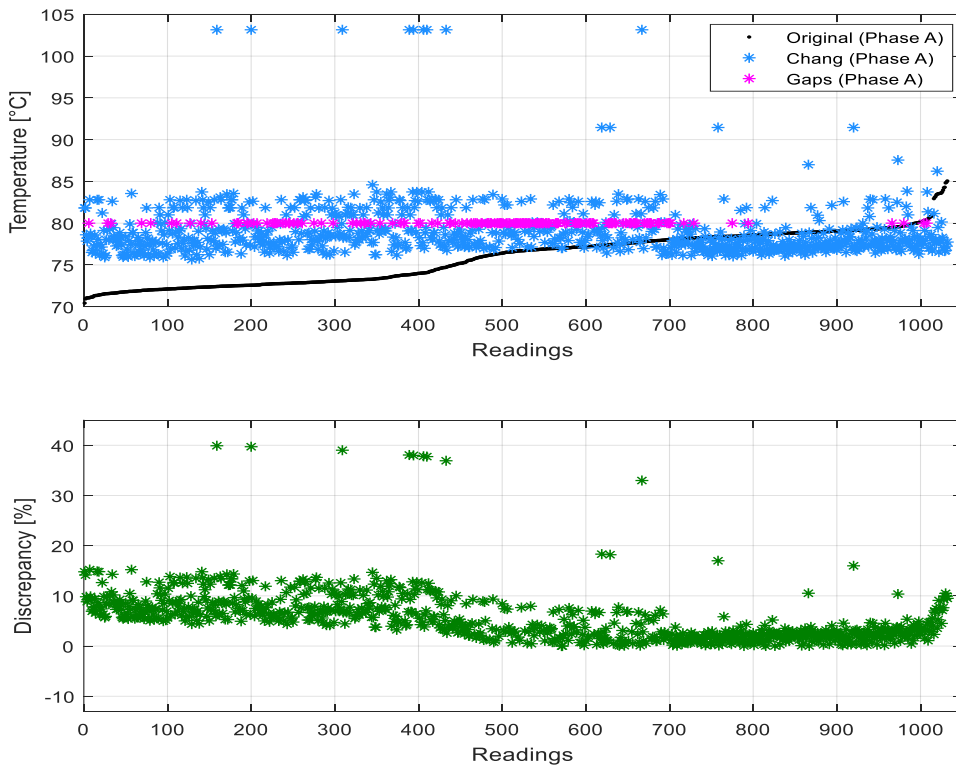 105
100
95
90
85
80
75
70
Temperature [°C]
Original (Phase A)
Chang (Phase A)
Gaps (Phase A)
0 100 200 300 400 500 600 700 800 900 1000
Readings
40
30
20
10
0
-10
Discrepancy [%]
0 100 200 300 400 500 600 700 800 900 1000
Readings